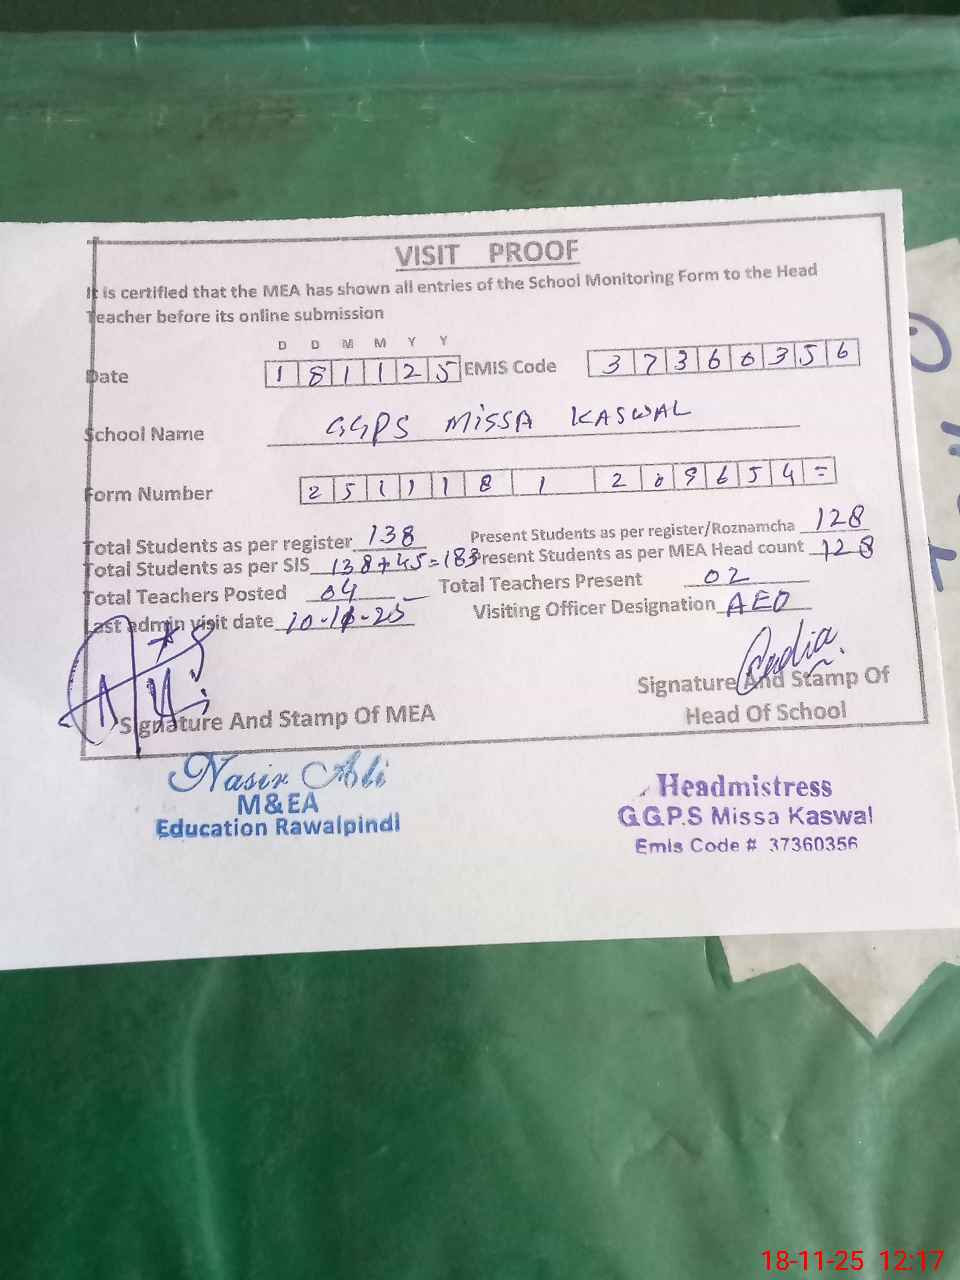 VISIT PROOF
It is certified that the MEA has shown all entries of the School Monitoring Form to the Head
Teacher before its online submission
D D M M Y Y
Date 1 8 1 1 2 5 EMIS Code 3 7 3 6 0 3 5 6
School Name GGPS MISSA KASWAL
Form Number 2 5 1 1 1 8 1 2 0 9 6 5 4 =
Total Students as per register 138 Present Students as per register/Roznamcha 128
Total Students as per SIS 138+45=183 Present Students as per MEA Head count 128
Total Teachers Posted 04 Total Teachers Present 02
Last admin visit date 10-11-25 Visiting Officer Designation AEO
Sadia
Signature And Stamp Of MEA Signature And Stamp Of
Head Of School
Nasir Ali
M&EA
Education Rawalpindi
Headmistress
G.G.P.S Missa Kaswal
Emis Code # 37360356
18-11-25 12:17